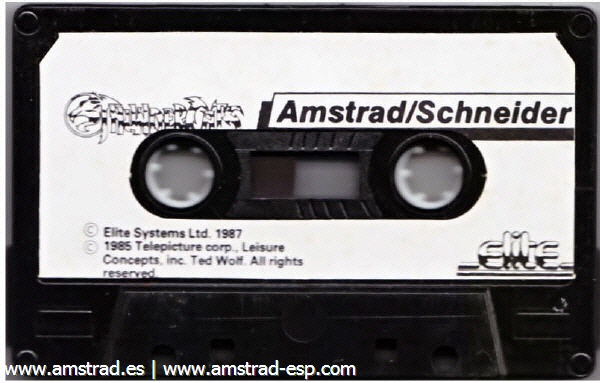 THUNDERCATS
Amstrad/Schneider
© Elite Systems Ltd. 1987
© 1985 Telepicture corp., Leisure
Concepts, inc. Ted Wolf. All rights
reserved.
elite
www.amstrad.es | www.amstrad-esp.com